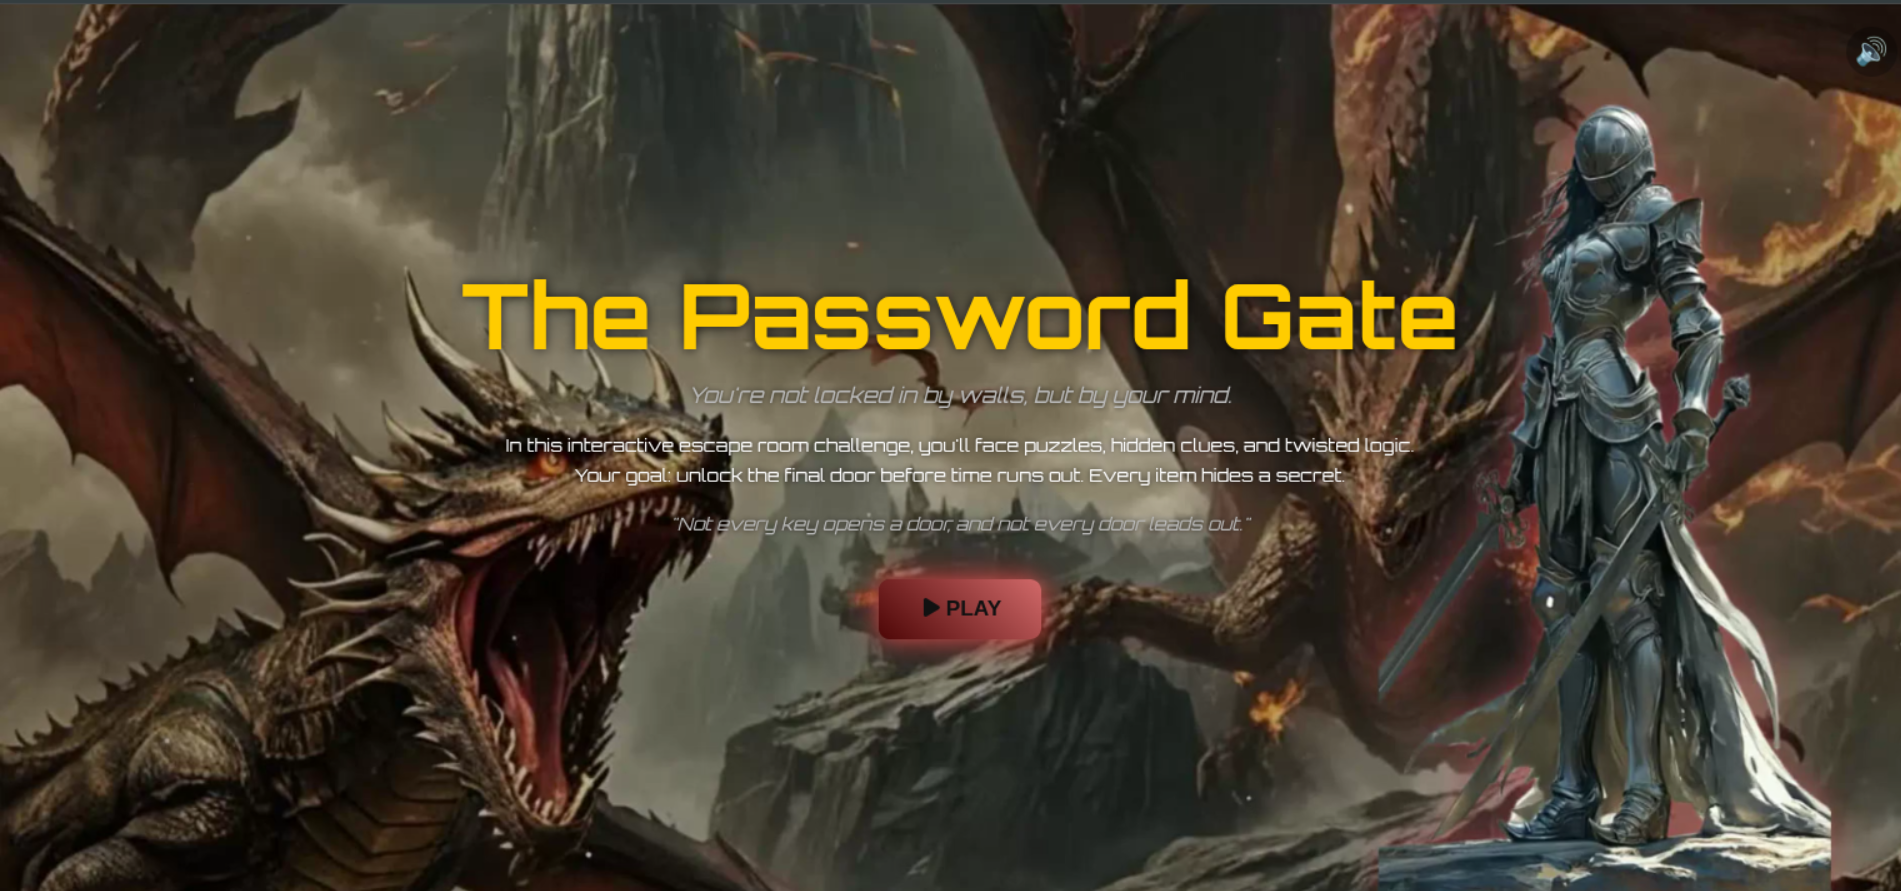 The Password Gate
You're not locked in by walls, but by your mind.
In this interactive escape room challenge, you'll face puzzles, hidden clues, and twisted logic.
Your goal: unlock the final door before time runs out. Every item hides a secret.
"Not every key opens a door, and not every door leads out."
PLAY